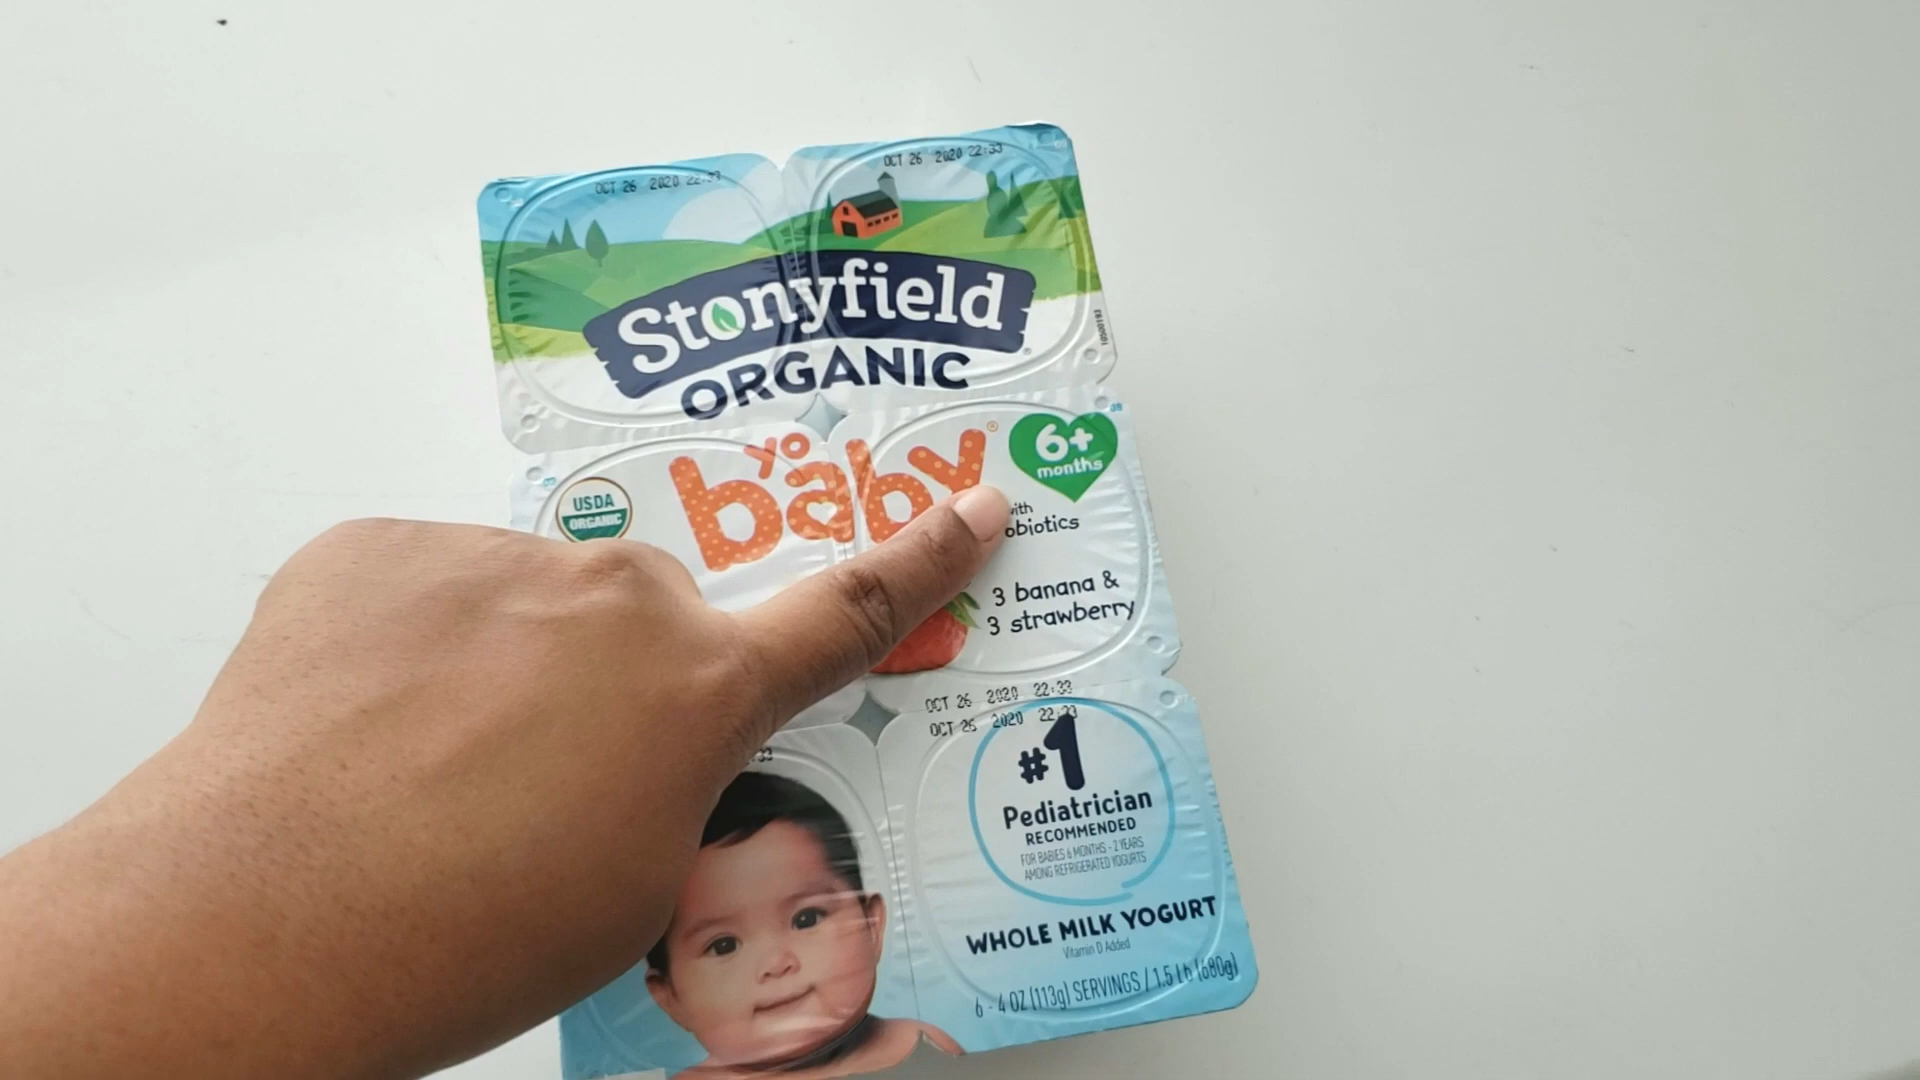 OCT 26 2020 22:33
OCT 26 2020 22:33
Stonyfield
ORGANIC
yo
baby
6+
months
USDA
ORGANIC
with
obiotics
3 banana &
3 strawberry
OCT 26 2020 22:33
OCT 26 2020 22:33
:33
#1
Pediatrician
RECOMMENDED
FOR BABIES 6 MONTHS - 2 YEARS
AMONG REFRIGERATED YOGURTS
WHOLE MILK YOGURT
Vitamin D Added
6 - 4 OZ (113g) SERVINGS / 1.5 Lb (680g)